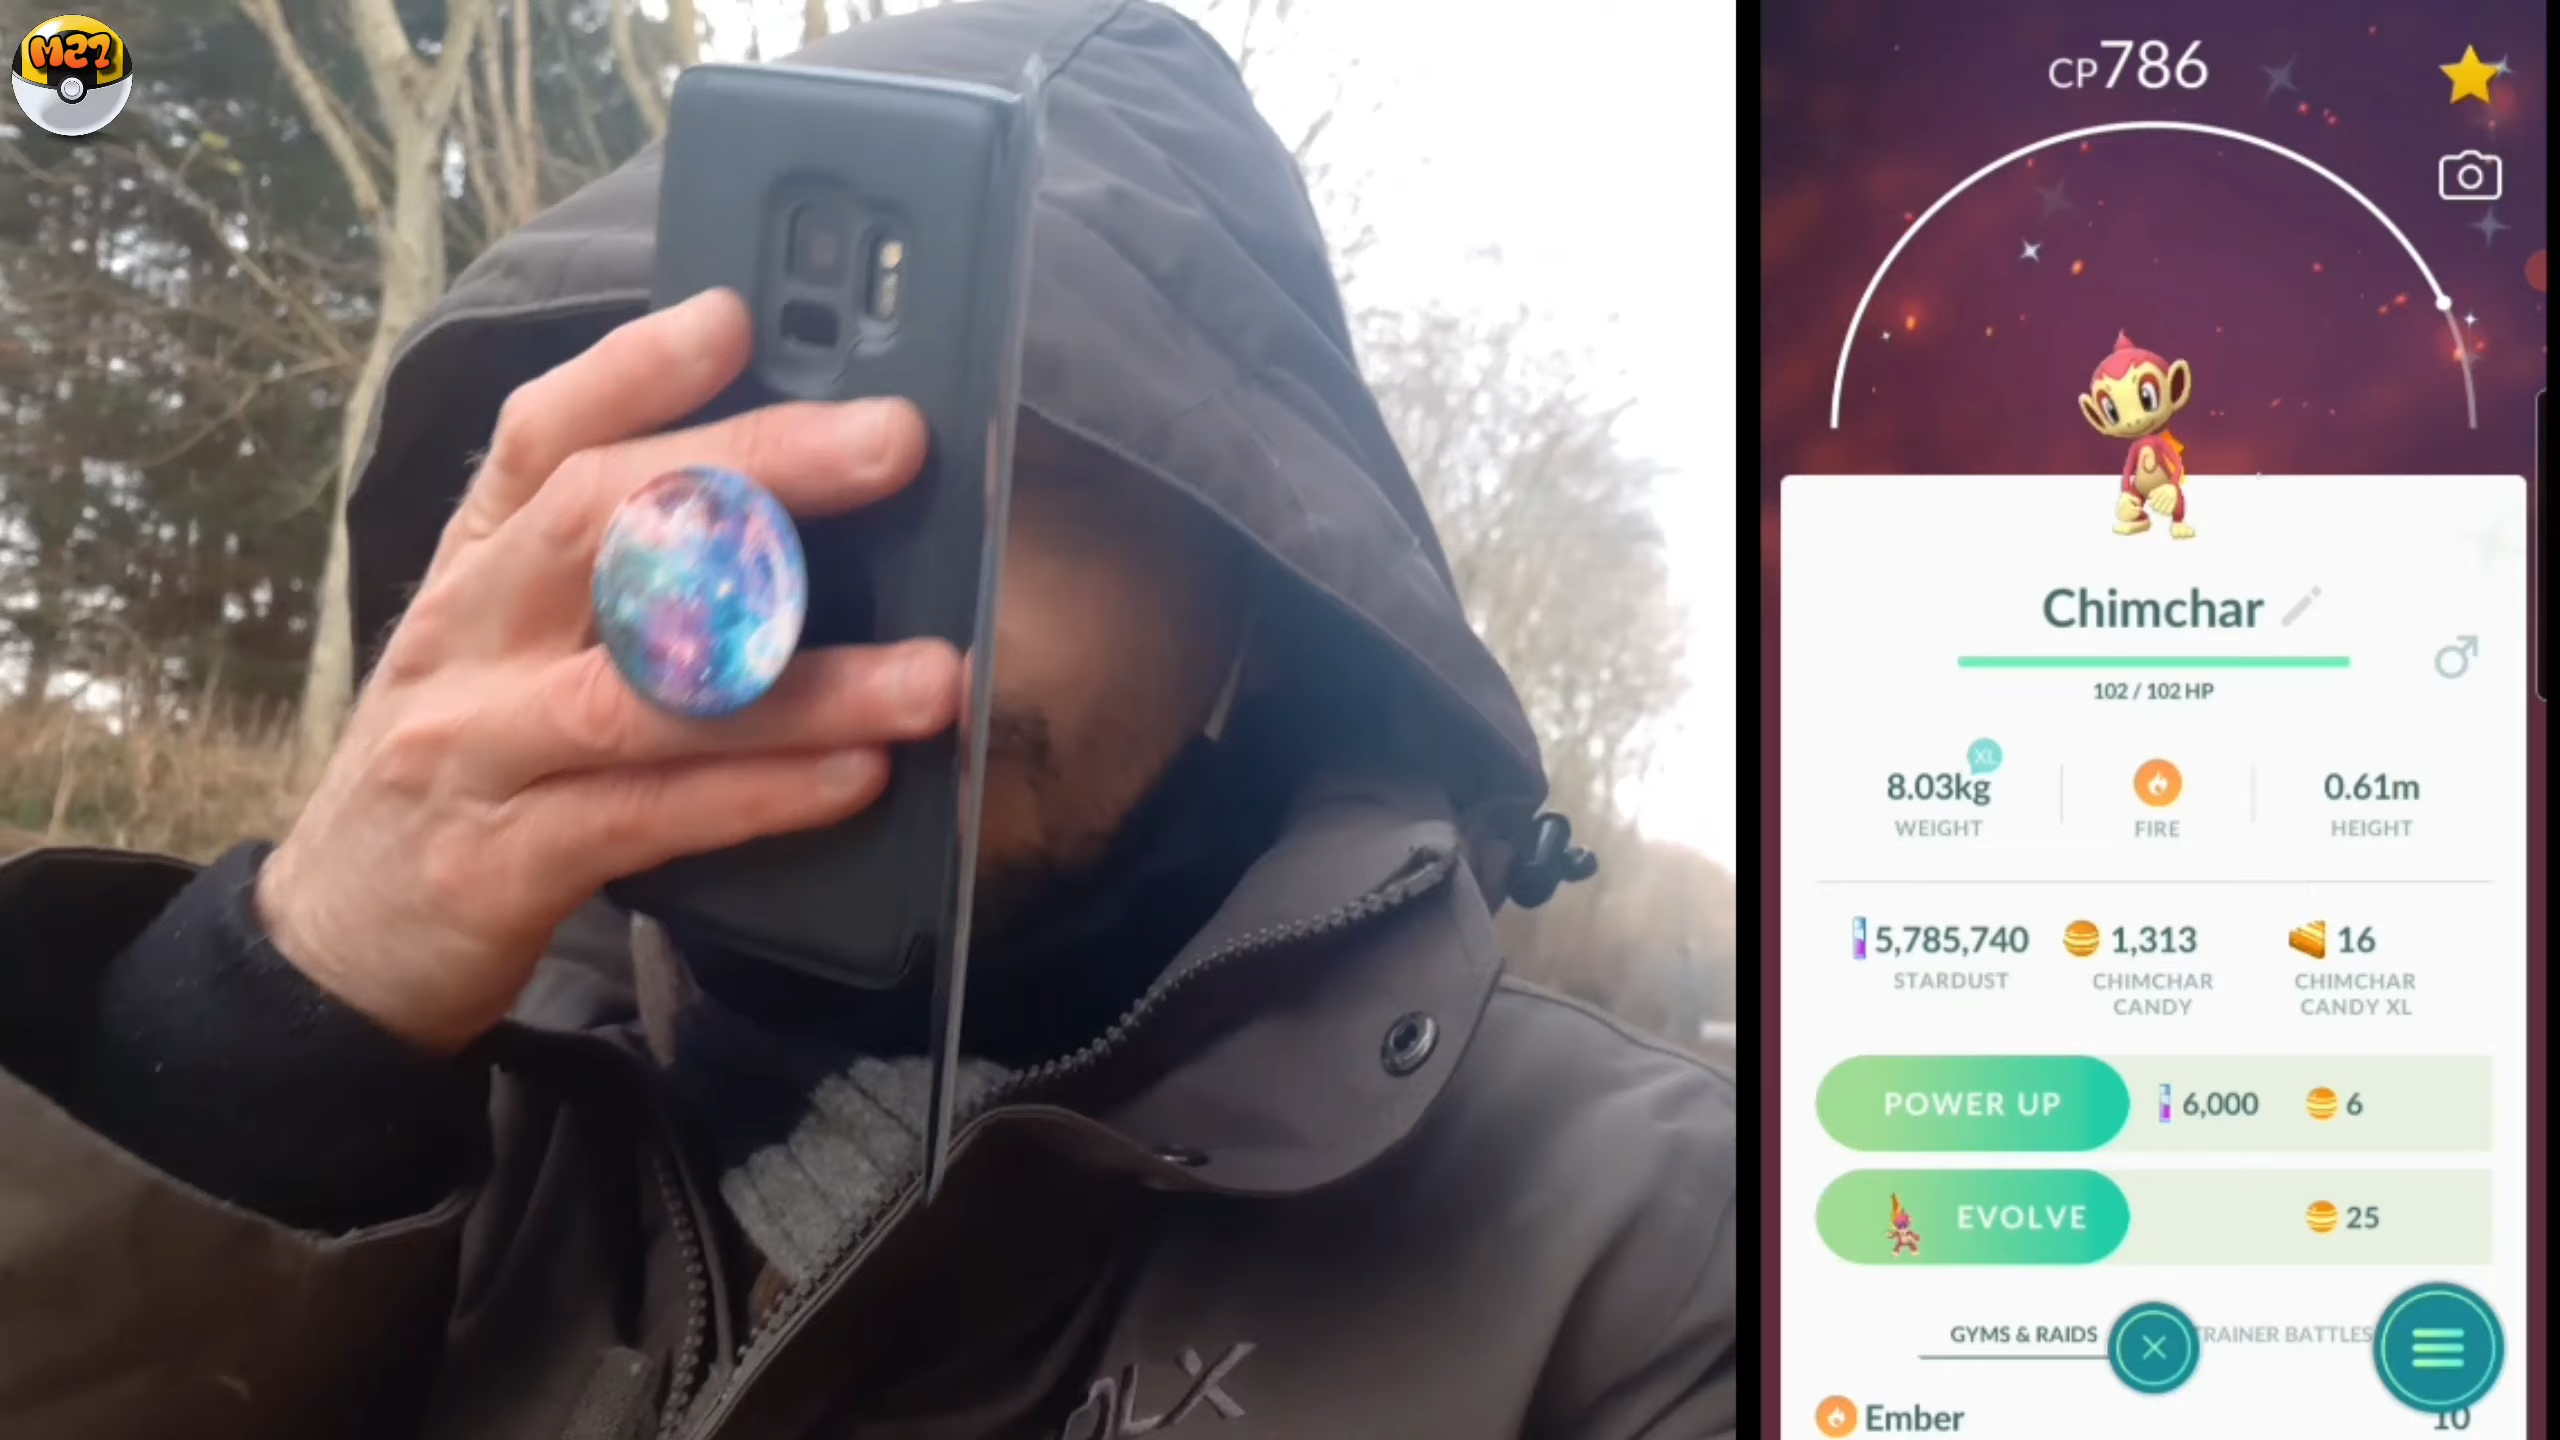 M27
CP786
Chimchar
102 / 102 HP
XL
8.03kg
WEIGHT
FIRE
0.61m
HEIGHT
5,785,740
STARDUST
1,313
CHIMCHAR
CANDY
16
CHIMCHAR
CANDY XL
POWER UP
6,000
6
EVOLVE
25
GYMS & RAIDS
TRAINER BATTLES
Ember
10